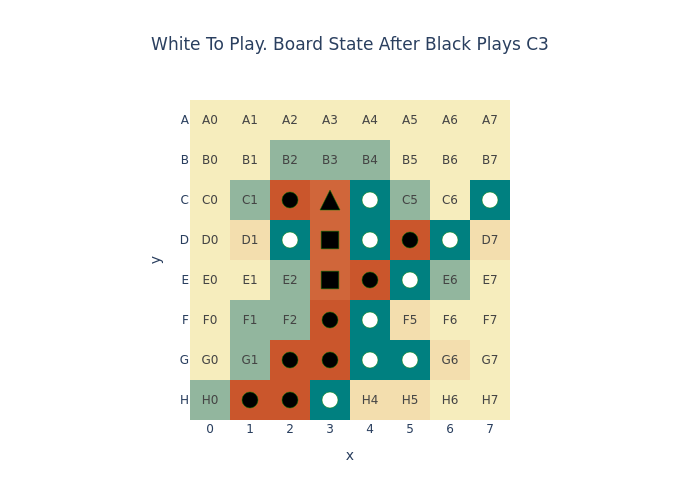 White To Play. Board State After Black Plays C3
A A0 A1 A2 A3 A4 A5 A6 A7
B B0 B1 B2 B3 B4 B5 B6 B7
C C0 C1 C5 C6
D D0 D1 D7
y
E E0 E1 E2 E6 E7
F F0 F1 F2 F5 F6 F7
G G0 G1 G6 G7
H H0 H4 H5 H6 H7
0 1 2 3 4 5 6 7
x